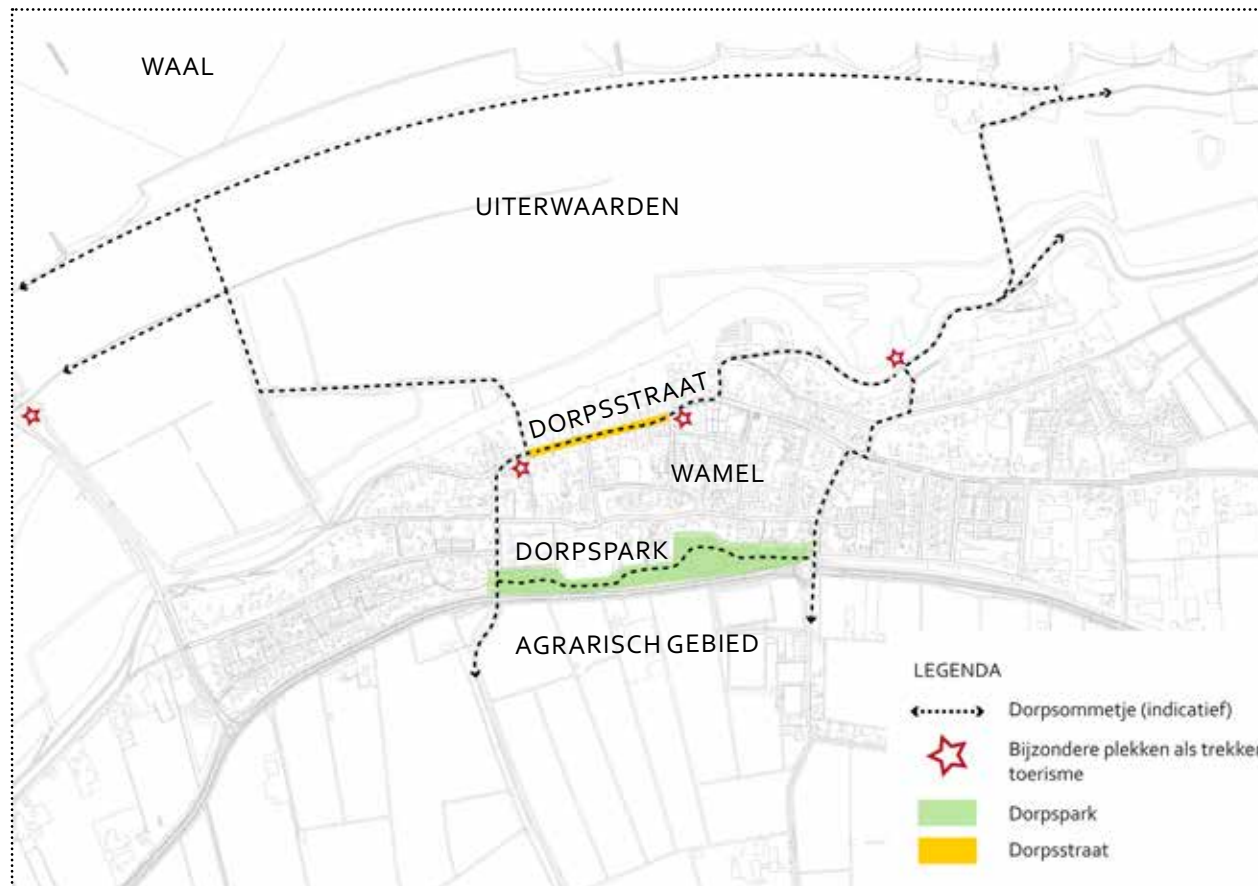 WAAL
UITERWAARDEN
DORPSSTRAAT
WAMEL
DORPSPARK
AGRARISCH GEBIED
LEGENDA
Dorpsommetje (indicatief)
Bijzondere plekken als trekker
toerisme
Dorpspark
Dorpsstraat